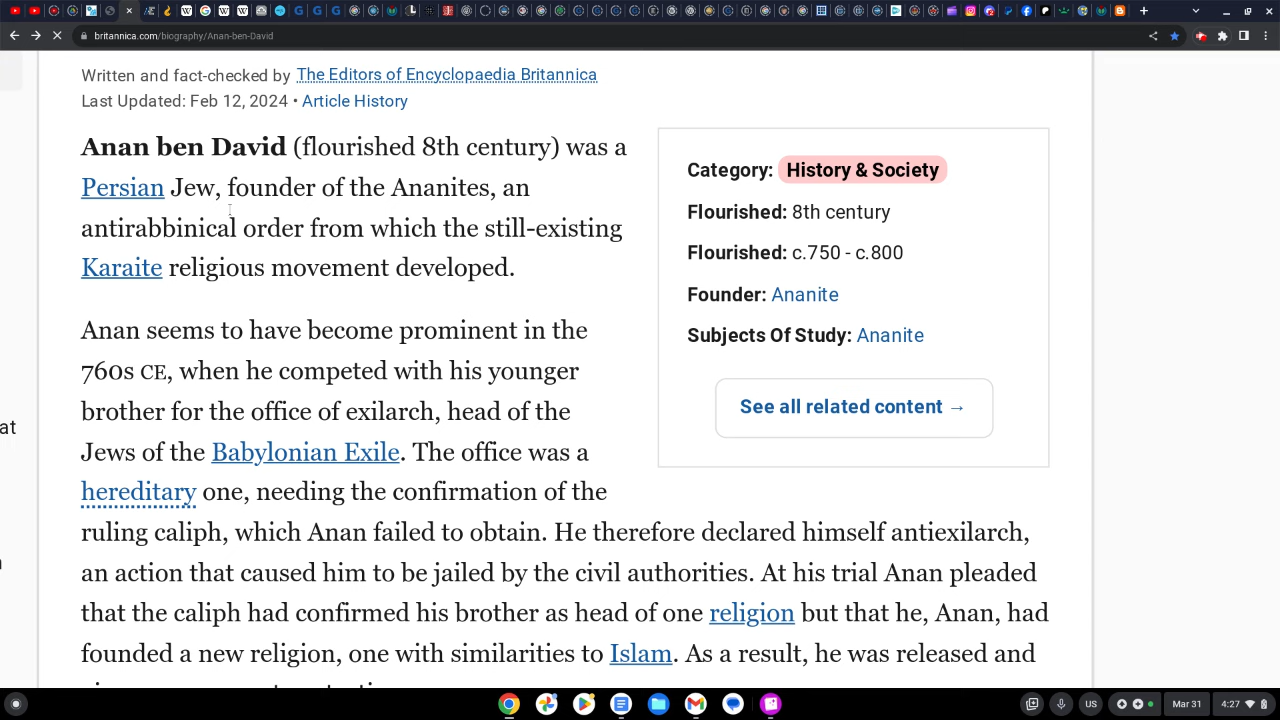 britannica.com/biography/Anan-ben-David
Written and fact-checked by The Editors of Encyclopaedia Britannica
Last Updated: Feb 12, 2024 • Article History
Anan ben David (flourished 8th century) was a
Persian Jew, founder of the Ananites, an
antirabbinical order from which the still-existing
Karaite religious movement developed.
Category: History & Society
Flourished: 8th century
Flourished: c.750 - c.800
Founder: Ananite
Subjects Of Study: Ananite
See all related content →
Anan seems to have become prominent in the
760s CE, when he competed with his younger
brother for the office of exilarch, head of the
Jews of the Babylonian Exile. The office was a
hereditary one, needing the confirmation of the
ruling caliph, which Anan failed to obtain. He therefore declared himself antiexilarch,
an action that caused him to be jailed by the civil authorities. At his trial Anan pleaded
that the caliph had confirmed his brother as head of one religion but that he, Anan, had
founded a new religion, one with similarities to Islam. As a result, he was released and
at
US
Mar 31
4:27